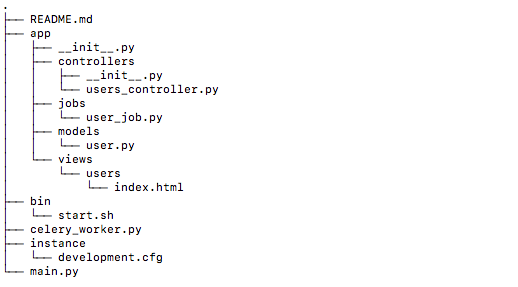 .
├── README.md
├── app
│   ├── __init__.py
│   ├── controllers
│   │   ├── __init__.py
│   │   └── users_controller.py
│   ├── jobs
│   │   └── user_job.py
│   ├── models
│   │   └── user.py
│   └── views
│       └── users
│           └── index.html
├── bin
│   └── start.sh
├── celery_worker.py
├── instance
│   └── development.cfg
└── main.py